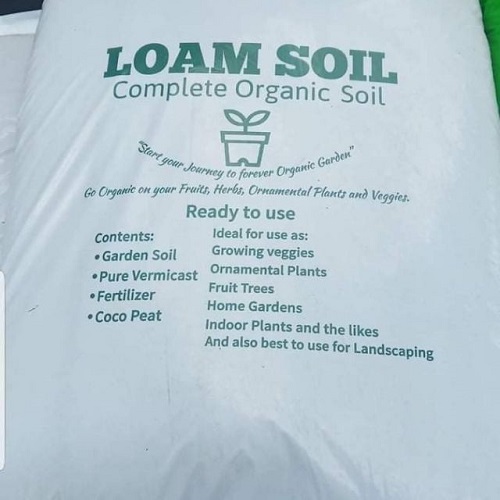 LOAM SOIL
Complete Organic Soil
"Start your Journey to forever Organic Garden"
Go Organic on your Fruits, Herbs, Ornamental Plants and Veggies.
Ready to use
Contents:
• Garden Soil
• Pure Vermicast
• Fertilizer
• Coco Peat
Ideal for use as:
Growing veggies
Ornamental Plants
Fruit Trees
Home Gardens
Indoor Plants and the likes
And also best to use for Landscaping